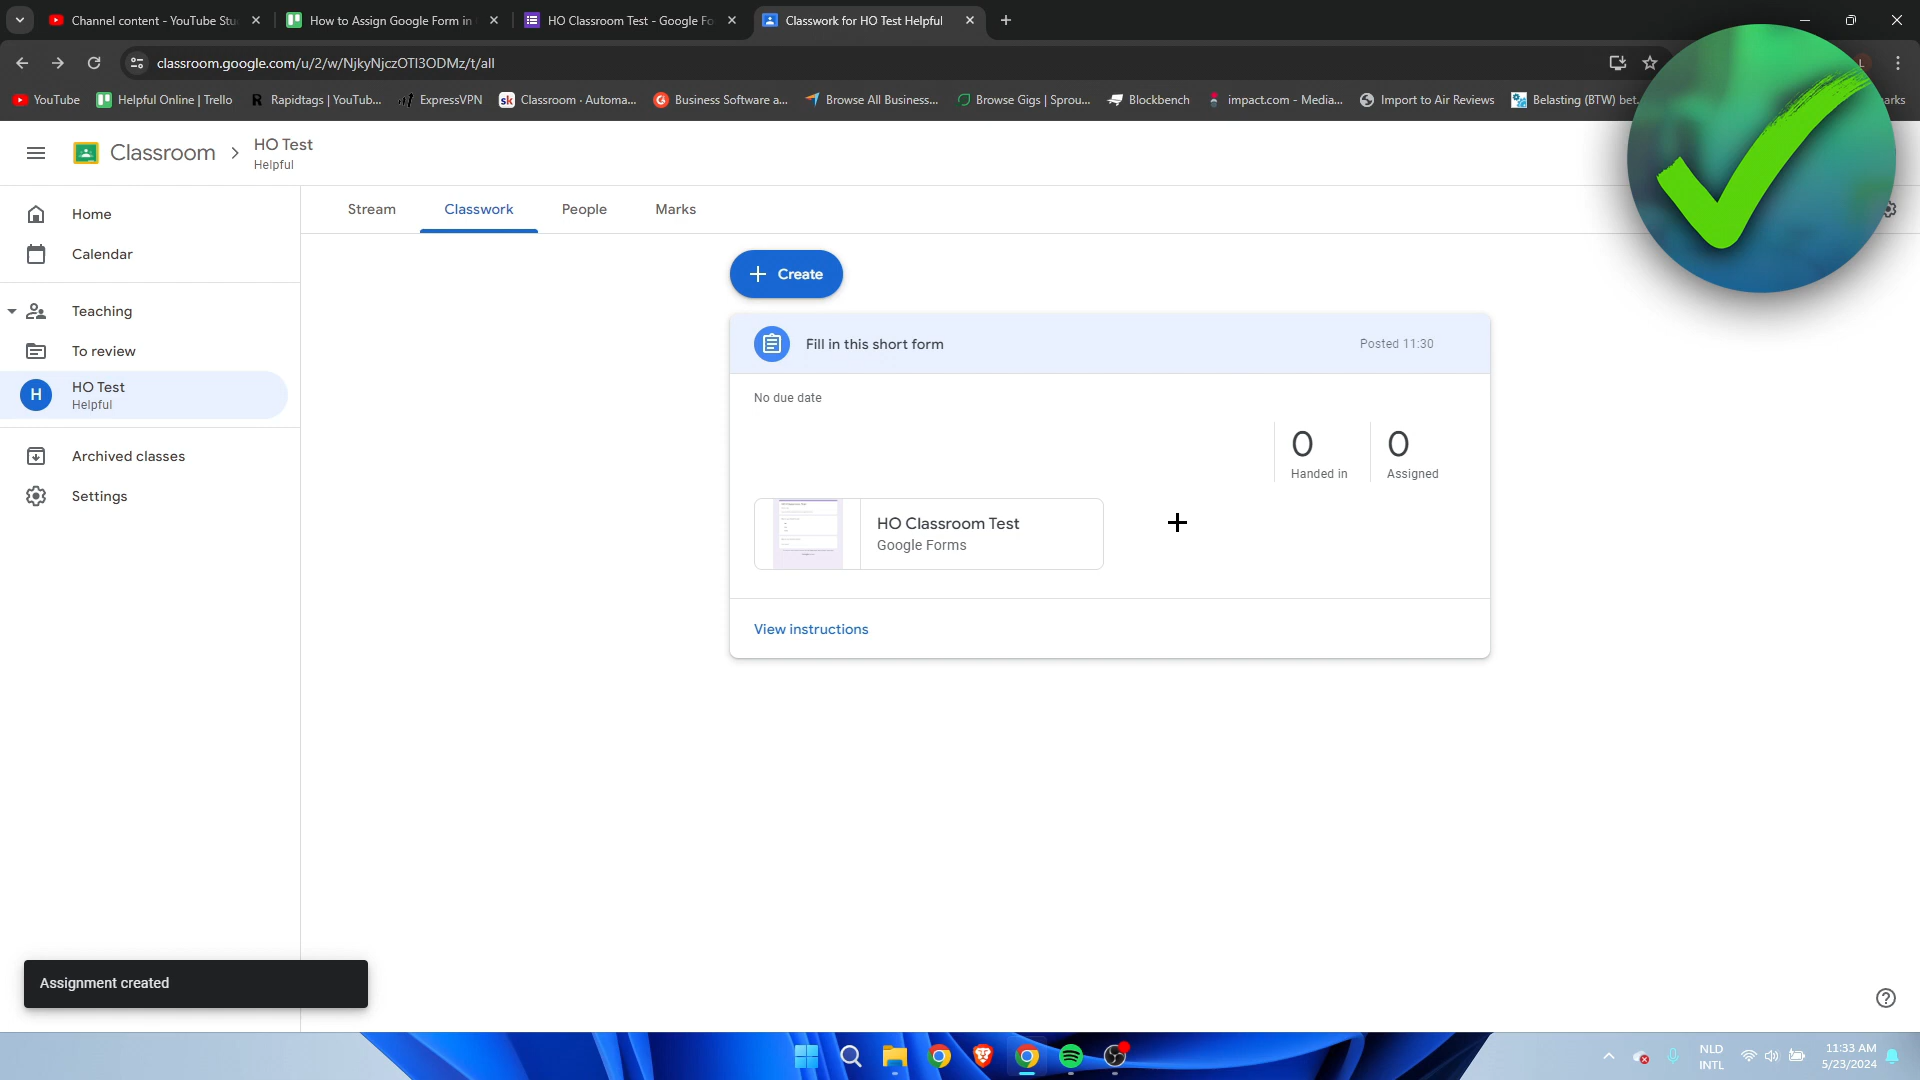 Channel content - YouTube Stu
How to Assign Google Form in
HO Classroom Test - Google Fo
Classwork for HO Test Helpful
classroom.google.com/u/2/w/NjkyNjczOTI3ODMz/t/all
YouTube
Helpful Online | Trello
Rapidtags | YouTub...
ExpressVPN
Classroom · Automa...
Business Software a...
Browse All Business...
Browse Gigs | Sprou...
Blockbench
impact.com - Media...
Import to Air Reviews
Belasting (BTW) bet.
arks
Classroom
HO Test
Helpful
Home
Calendar
Teaching
To review
H
HO Test
Helpful
Archived classes
Settings
Stream
Classwork
People
Marks
Create
Fill in this short form
Posted 11:30
No due date
0
Handed in
0
Assigned
HO Classroom Test
Google Forms
View instructions
Assignment created
NLD
INTL
11:33 AM
5/23/2024